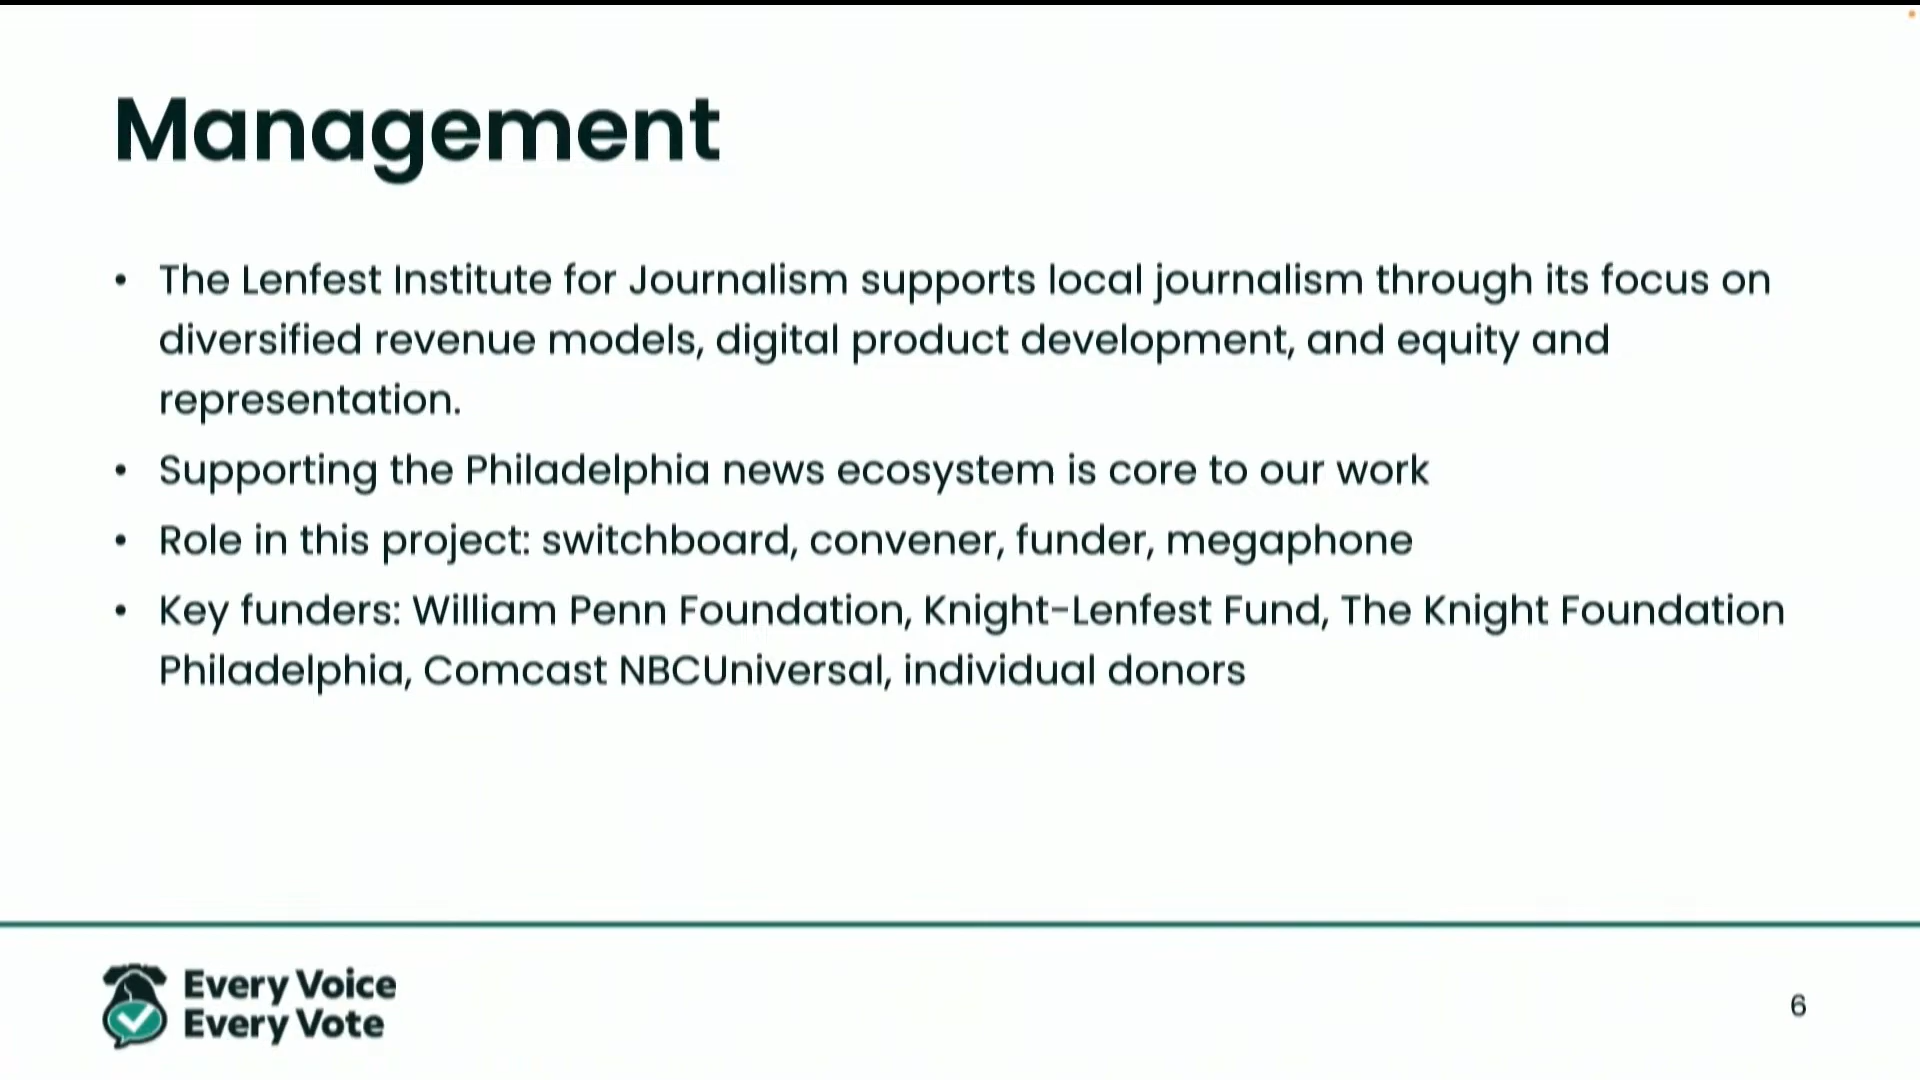 Management
• The Lenfest Institute for Journalism supports local journalism through its focus on
diversified revenue models, digital product development, and equity and
representation.
• Supporting the Philadelphia news ecosystem is core to our work
• Role in this project: switchboard, convener, funder, megaphone
• Key funders: William Penn Foundation, Knight-Lenfest Fund, The Knight Foundation
Philadelphia, Comcast NBCUniversal, individual donors
Every Voice
Every Vote
6